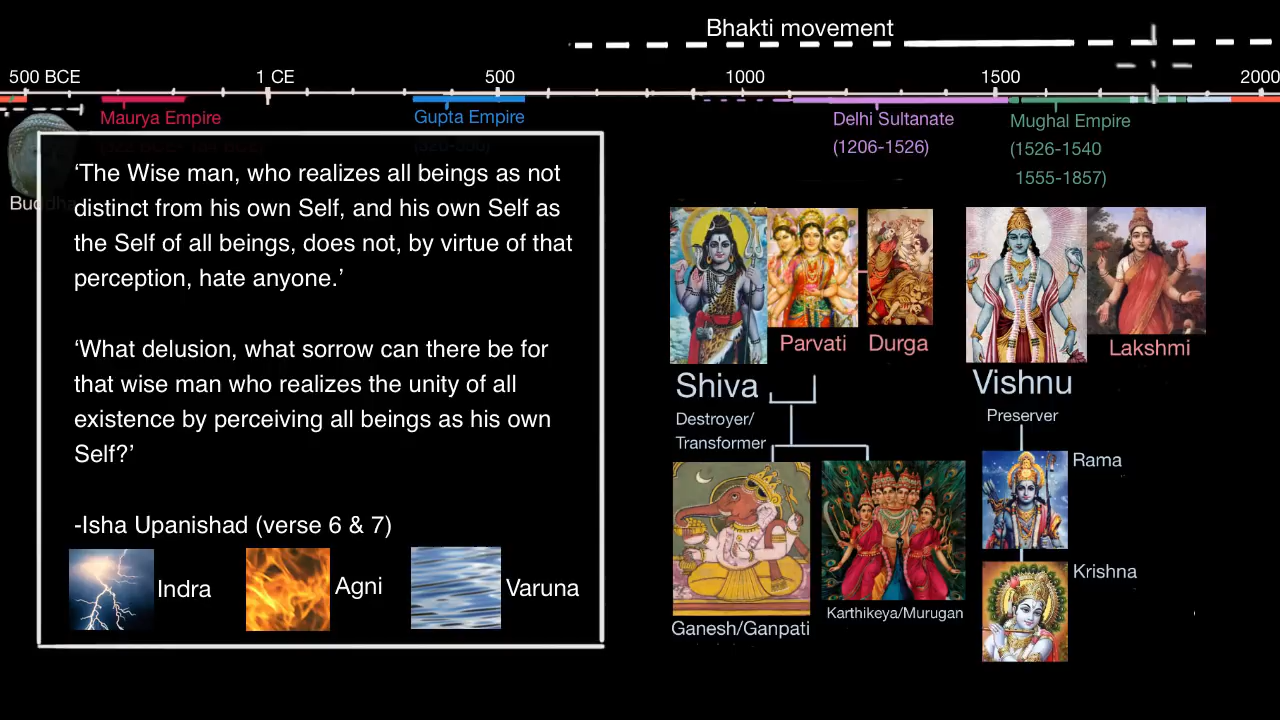 Bhakti movement
500 BCE
1 CE
500
1000
1500
2000
Maurya Empire
Gupta Empire
Delhi Sultanate
(1206-1526)
Mughal Empire
(1526-1540
1555-1857)
Buddha
‘The Wise man, who realizes all beings as not
distinct from his own Self, and his own Self as
the Self of all beings, does not, by virtue of that
perception, hate anyone.’
‘What delusion, what sorrow can there be for
that wise man who realizes the unity of all
existence by perceiving all beings as his own
Self?’
-Isha Upanishad (verse 6 & 7)
Indra
Agni
Varuna
Parvati
Durga
Lakshmi
Shiva
Destroyer/
Transformer
Vishnu
Preserver
Rama
Krishna
Ganesh/Ganpati
Karthikeya/Murugan